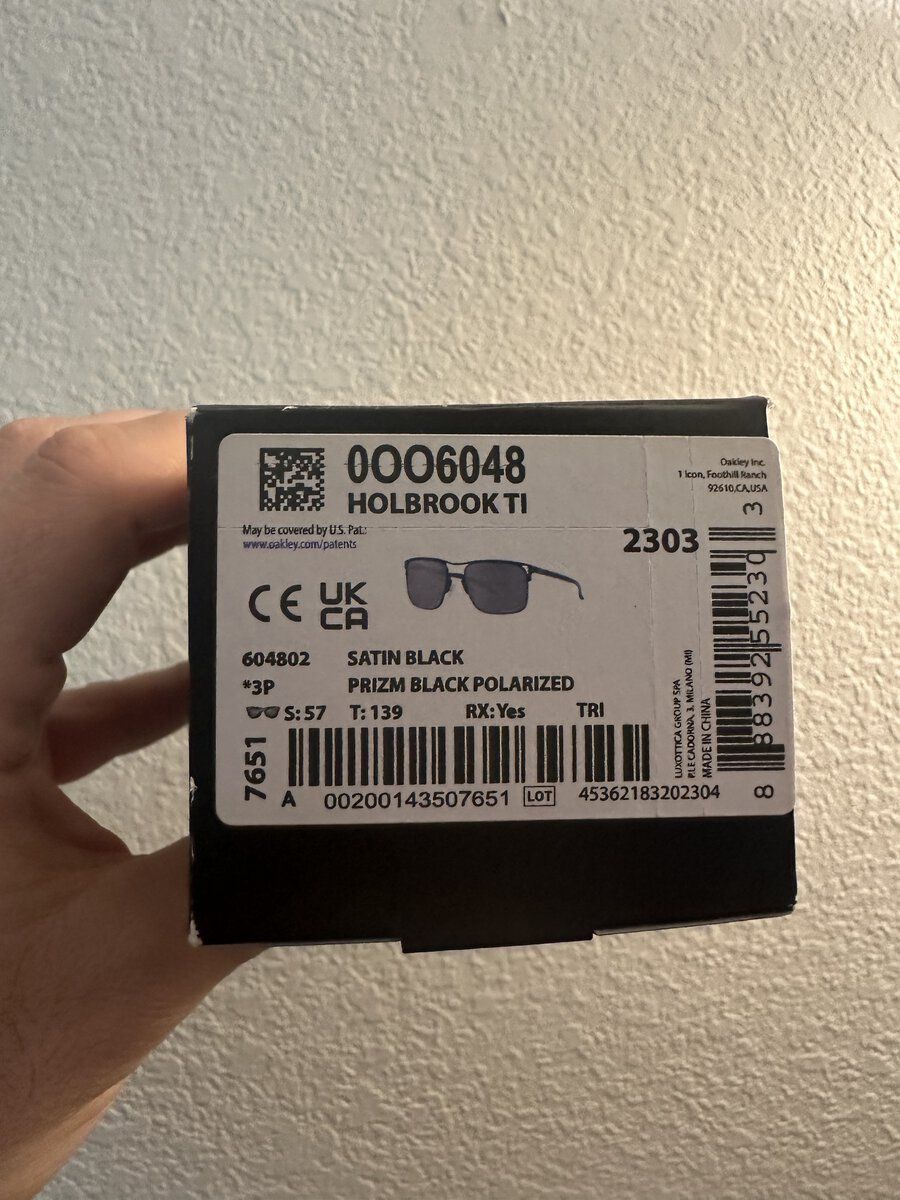 0OO6048
HOLBROOK TI
Oakley Inc.
1 Icon, Foothill Ranch
92610,CA,USA
May be covered by U.S. Pat.:
www.oakley.com/patents
2303
CE UK
CA
604802 SATIN BLACK
*3P PRIZM BLACK POLARIZED
S: 57 T: 139 RX: Yes TRI
7651
A 00200143507651 LOT 45362183202304
LUXOTTICA GROUP SPA
P.LE CADORNA, 3, MILANO (MI)
MADE IN CHINA
8 883925 55230 3